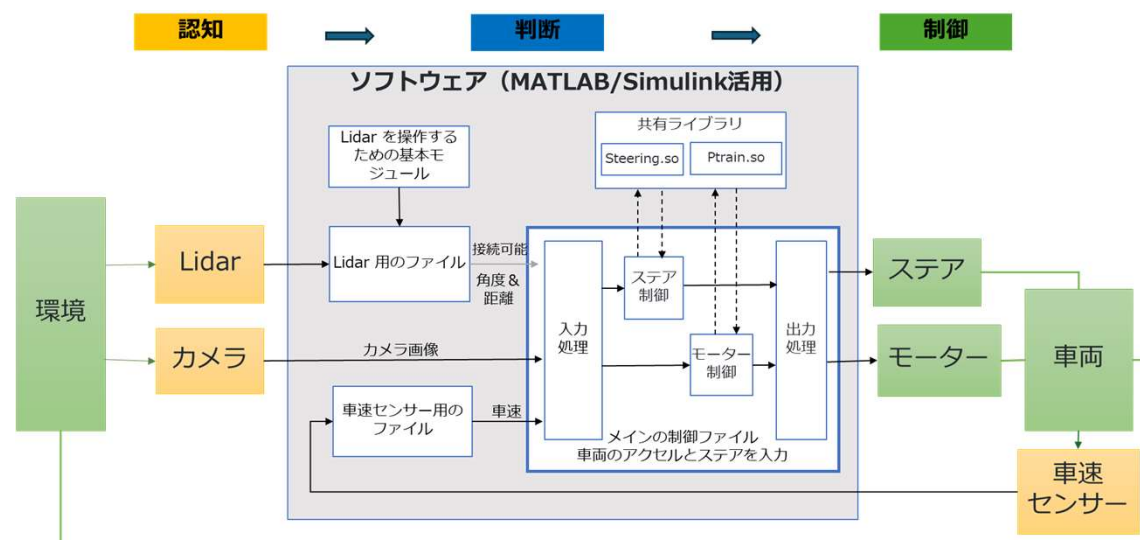 認知
判断
制御
ソフトウェア（MATLAB/Simulink活用）
Lidar を操作する
ための基本モ
ジュール
共有ライブラリ
Steering.so
Ptrain.so
環境
Lidar
カメラ
Lidar 用のファイル
接続可能
角度＆
距離
カメラ画像
車速センサー用の
ファイル
車速
入力
処理
ステア
制御
モーター
制御
出力
処理
メインの制御ファイル
車両のアクセルとステアを入力
ステア
モーター
車両
車速
センサー